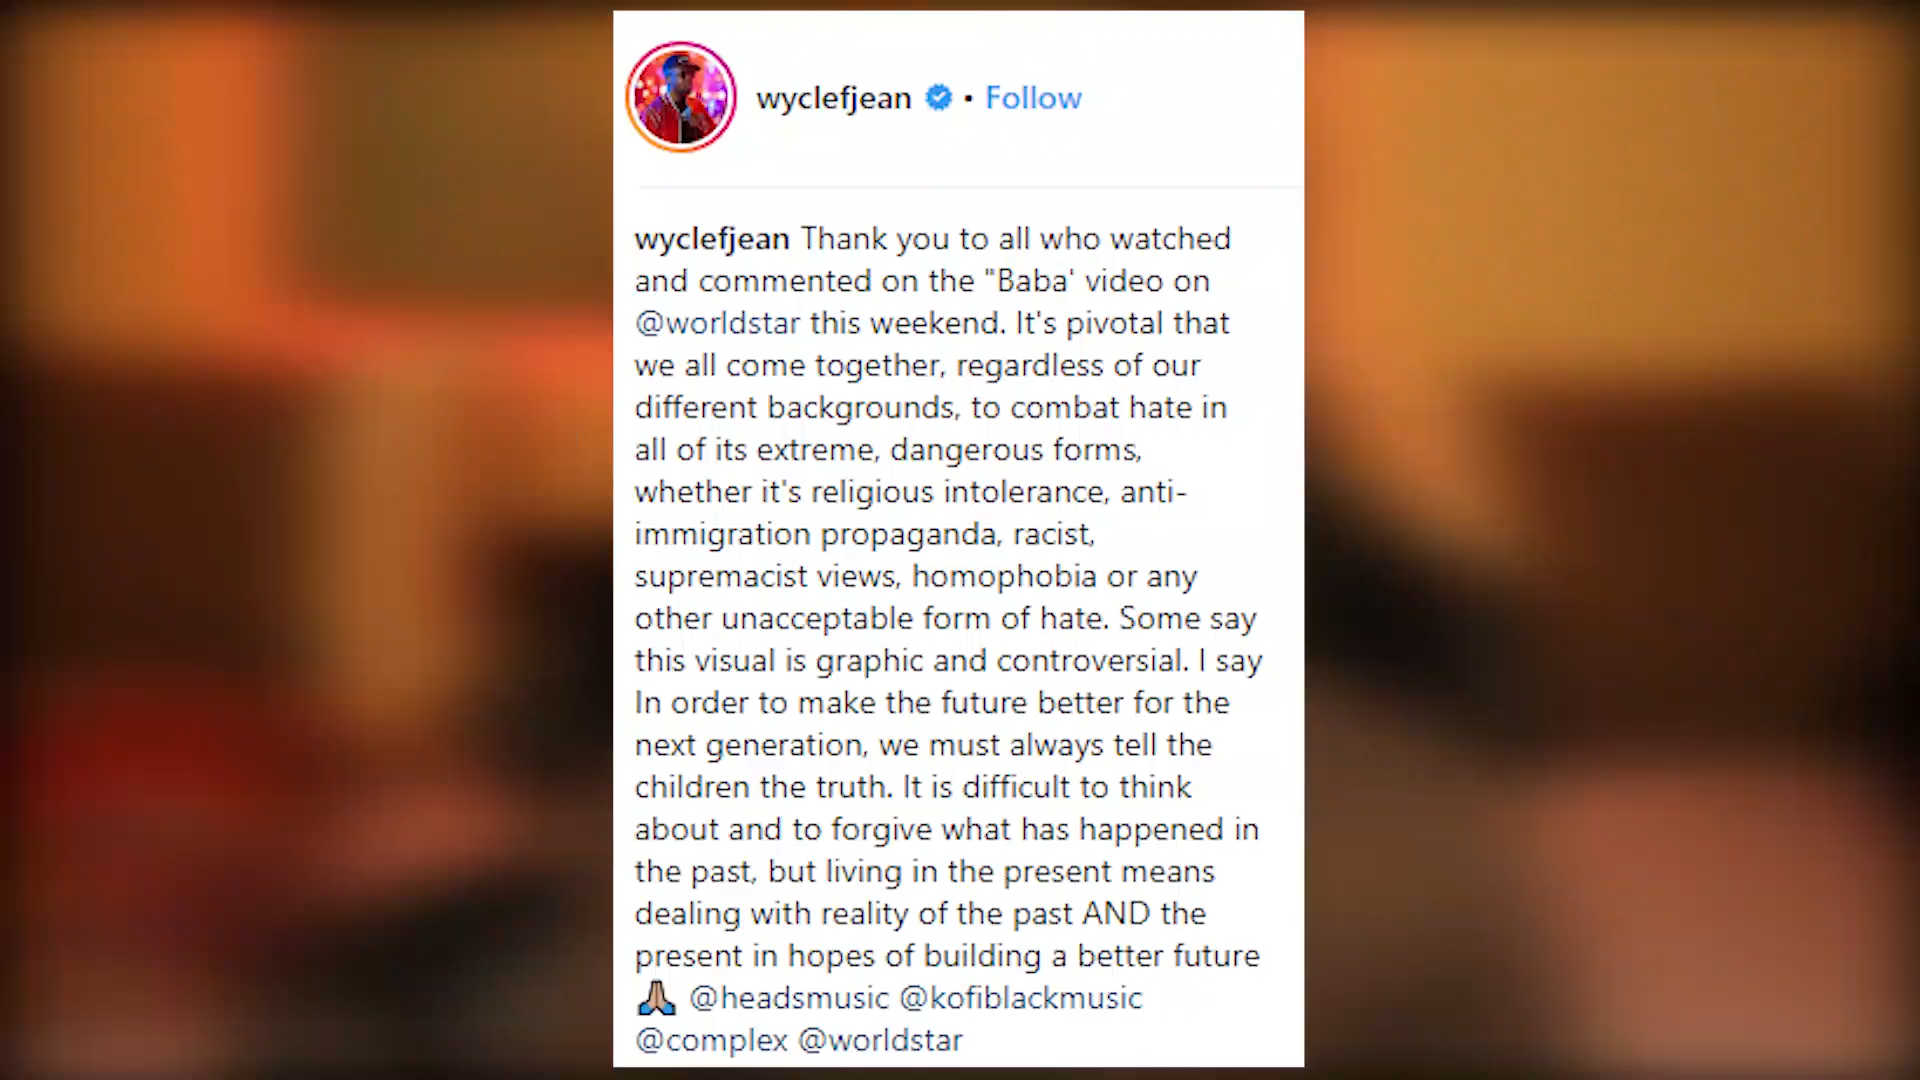 wyclefjean • Follow
wyclefjean Thank you to all who watched
and commented on the "Baba' video on
@worldstar this weekend. It's pivotal that
we all come together, regardless of our
different backgrounds, to combat hate in
all of its extreme, dangerous forms,
whether it's religious intolerance, anti-
immigration propaganda, racist,
supremacist views, homophobia or any
other unacceptable form of hate. Some say
this visual is graphic and controversial. I say
In order to make the future better for the
next generation, we must always tell the
children the truth. It is difficult to think
about and to forgive what has happened in
the past, but living in the present means
dealing with reality of the past AND the
present in hopes of building a better future
🙏🏽 @headsmusic @kofiblackmusic
@complex @worldstar